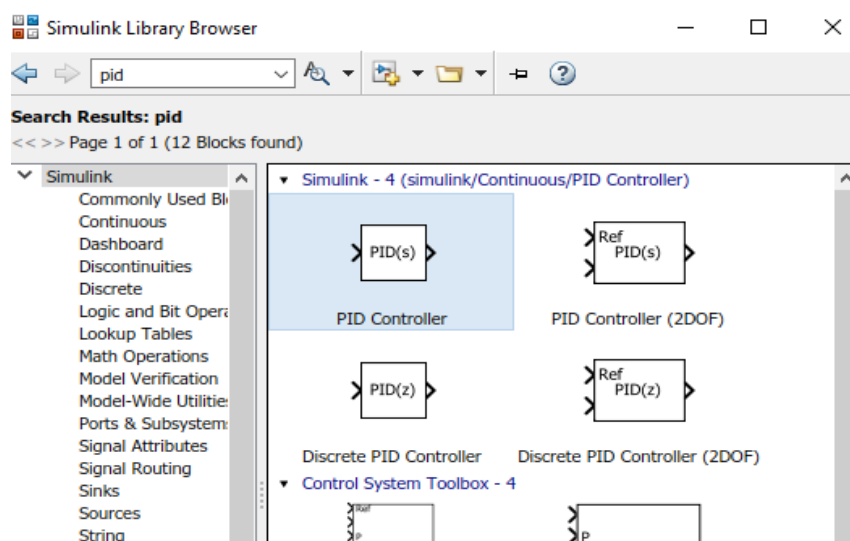 Simulink Library Browser
pid
Search Results: pid
<< >> Page 1 of 1 (12 Blocks found)
Simulink
Commonly Used Bl
Continuous
Dashboard
Discontinuities
Discrete
Logic and Bit Opera
Lookup Tables
Math Operations
Model Verification
Model-Wide Utilitie
Ports & Subsystem
Signal Attributes
Signal Routing
Sinks
Sources
String
Simulink - 4 (simulink/Continuous/PID Controller)
PID(s)
Ref
PID(s)
PID Controller
PID Controller (2DOF)
PID(z)
Ref
PID(z)
Discrete PID Controller
Discrete PID Controller (2DOF)
Control System Toolbox - 4
Ref
P
P